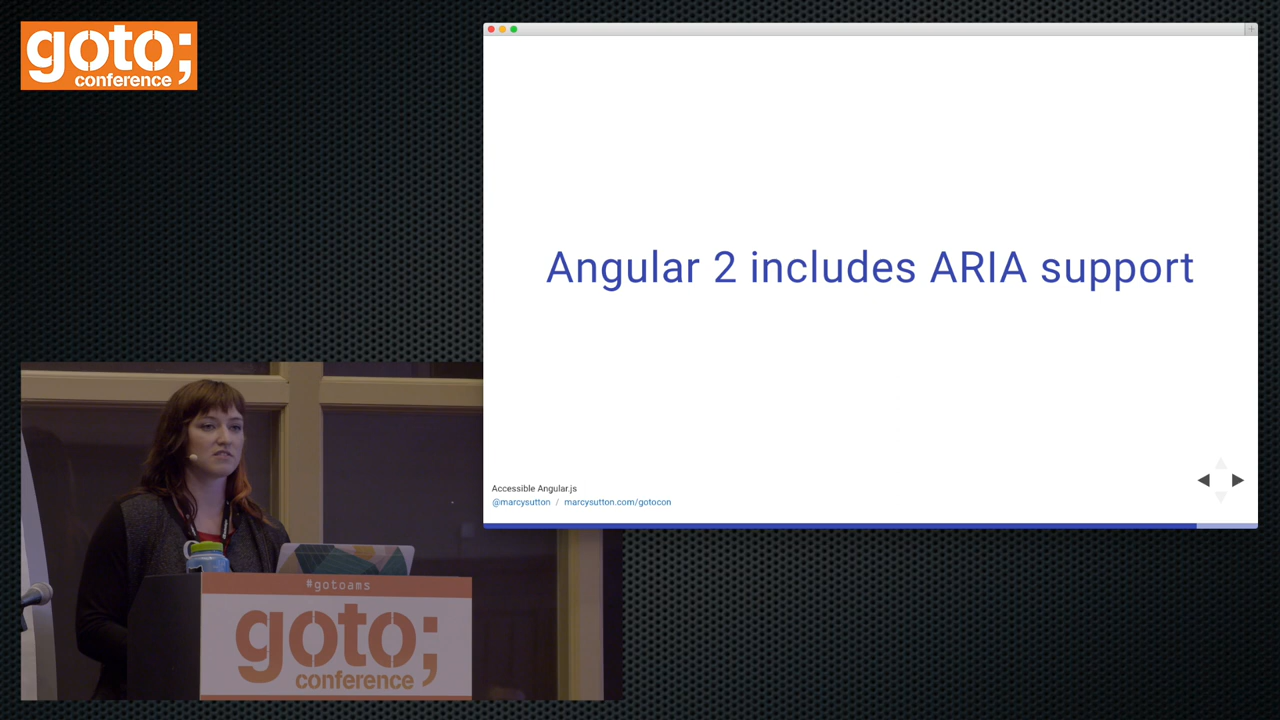 goto;
conference
Angular 2 includes ARIA support
Accessible Angular.js
@marcysutton / marcysutton.com/gotocon
#gotoams
goto;
conference